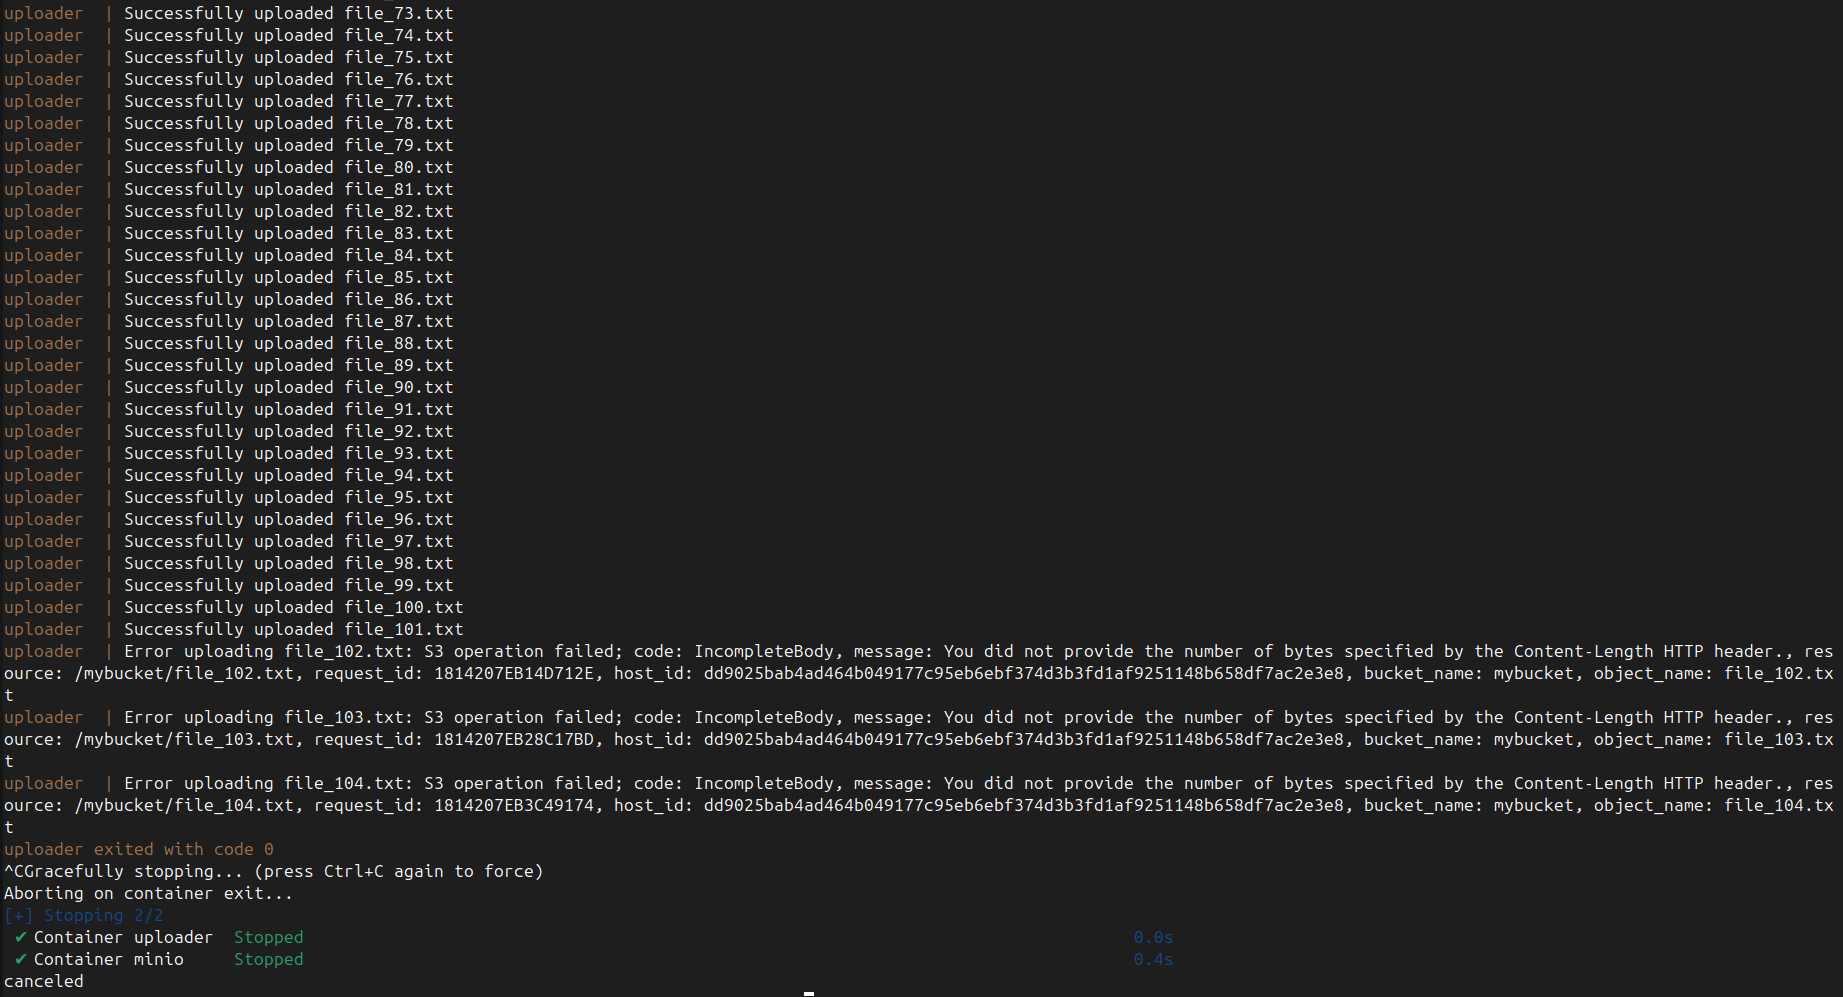 uploader  | Successfully uploaded file_73.txt
uploader  | Successfully uploaded file_74.txt
uploader  | Successfully uploaded file_75.txt
uploader  | Successfully uploaded file_76.txt
uploader  | Successfully uploaded file_77.txt
uploader  | Successfully uploaded file_78.txt
uploader  | Successfully uploaded file_79.txt
uploader  | Successfully uploaded file_80.txt
uploader  | Successfully uploaded file_81.txt
uploader  | Successfully uploaded file_82.txt
uploader  | Successfully uploaded file_83.txt
uploader  | Successfully uploaded file_84.txt
uploader  | Successfully uploaded file_85.txt
uploader  | Successfully uploaded file_86.txt
uploader  | Successfully uploaded file_87.txt
uploader  | Successfully uploaded file_88.txt
uploader  | Successfully uploaded file_89.txt
uploader  | Successfully uploaded file_90.txt
uploader  | Successfully uploaded file_91.txt
uploader  | Successfully uploaded file_92.txt
uploader  | Successfully uploaded file_93.txt
uploader  | Successfully uploaded file_94.txt
uploader  | Successfully uploaded file_95.txt
uploader  | Successfully uploaded file_96.txt
uploader  | Successfully uploaded file_97.txt
uploader  | Successfully uploaded file_98.txt
uploader  | Successfully uploaded file_99.txt
uploader  | Successfully uploaded file_100.txt
uploader  | Successfully uploaded file_101.txt
uploader  | Error uploading file_102.txt: S3 operation failed; code: IncompleteBody, message: You did not provide the number of bytes specified by the Content-Length HTTP header., res
ource: /mybucket/file_102.txt, request_id: 1814207EB14D712E, host_id: dd9025bab4ad464b049177c95eb6ebf374d3b3fd1af9251148b658df7ac2e3e8, bucket_name: mybucket, object_name: file_102.tx
t
uploader  | Error uploading file_103.txt: S3 operation failed; code: IncompleteBody, message: You did not provide the number of bytes specified by the Content-Length HTTP header., res
ource: /mybucket/file_103.txt, request_id: 1814207EB28C17BD, host_id: dd9025bab4ad464b049177c95eb6ebf374d3b3fd1af9251148b658df7ac2e3e8, bucket_name: mybucket, object_name: file_103.tx
t
uploader  | Error uploading file_104.txt: S3 operation failed; code: IncompleteBody, message: You did not provide the number of bytes specified by the Content-Length HTTP header., res
ource: /mybucket/file_104.txt, request_id: 1814207EB3C49174, host_id: dd9025bab4ad464b049177c95eb6ebf374d3b3fd1af9251148b658df7ac2e3e8, bucket_name: mybucket, object_name: file_104.tx
t
uploader exited with code 0
^CGracefully stopping... (press Ctrl+C again to force)
Aborting on container exit...
[+] Stopping 2/2
 ✔ Container uploader  Stopped 0.0s
 ✔ Container minio     Stopped 0.4s
canceled